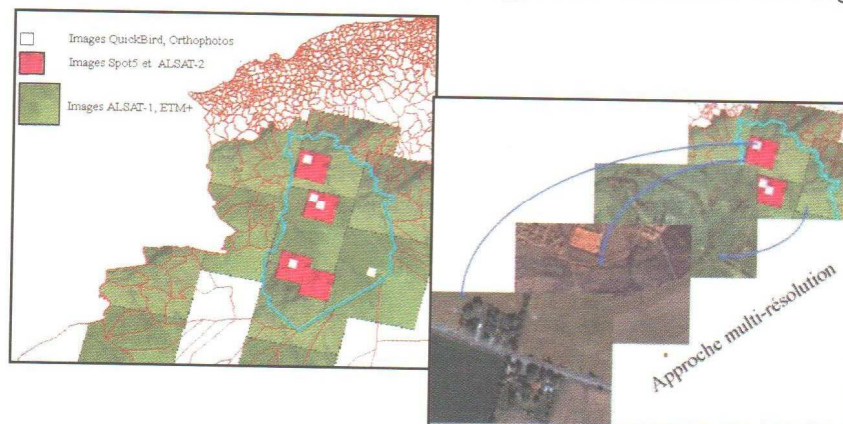 Images QuickBird, Orthophotos
Images Spot5 et ALSAT-2
Images ALSAT-1, ETM+
Approche multi-résolution